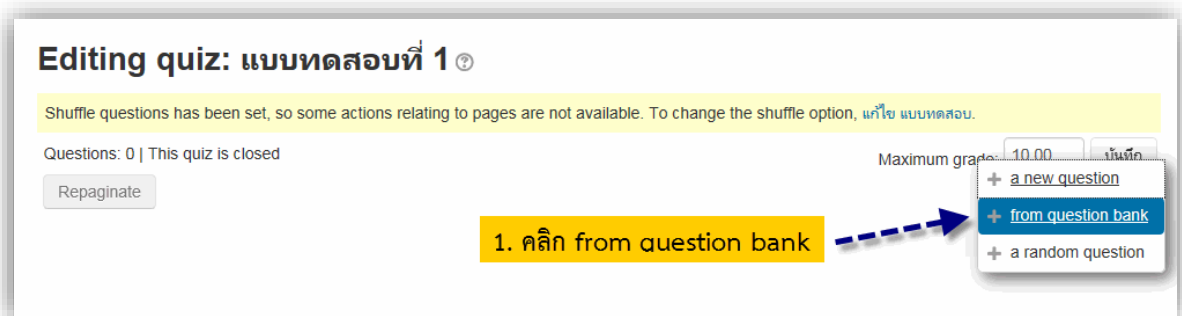 Editing quiz: แบบทดสอบที่ 1 ?
Shuffle questions has been set, so some actions relating to pages are not available. To change the shuffle option, แก้ไข แบบทดสอบ.
Questions: 0 | This quiz is closed
Maximum grade: 10.00 บันทึก
Repaginate
+ a new question
+ from question bank
+ a random question
1. คลิก from question bank